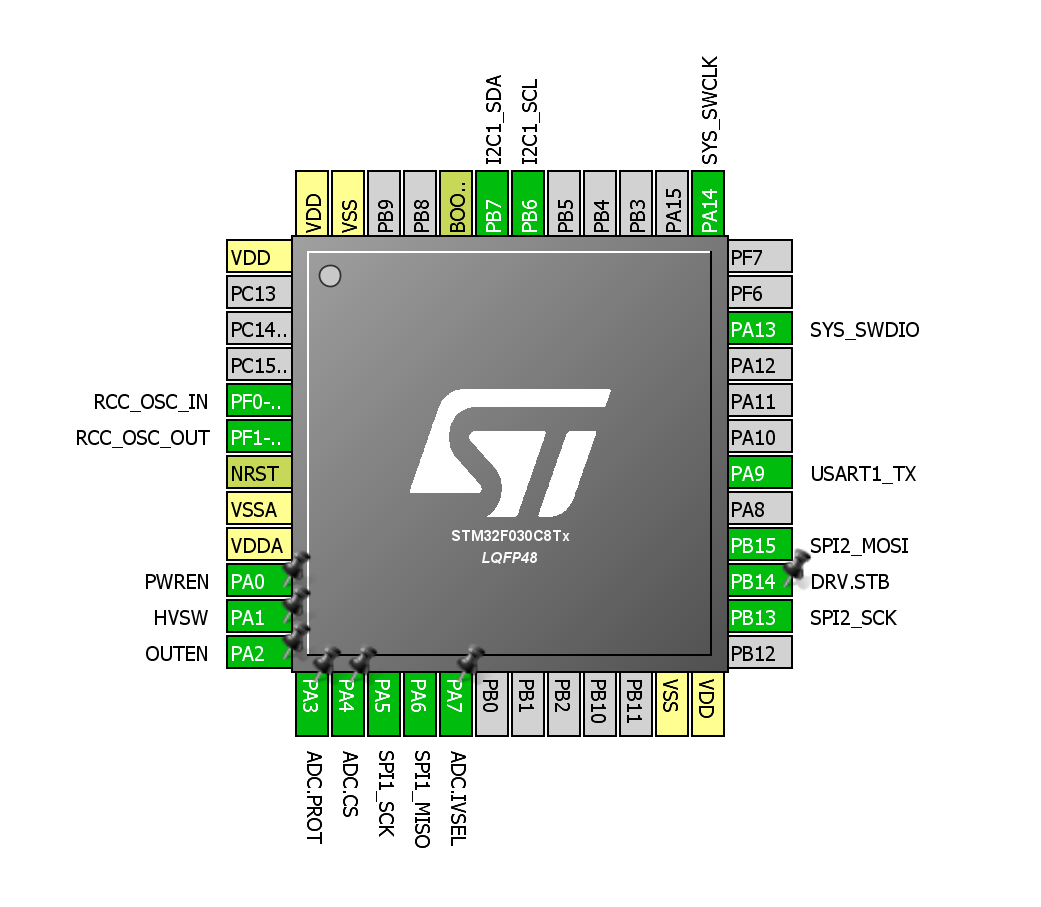 I2C1_SDA
I2C1_SCL
SYS_SWCLK
VDD
VSS
PB9
PB8
BOO..
PB7
PB6
PB5
PB4
PB3
PA15
PA14
VDD
PC13
PC14..
PC15..
RCC_OSC_IN PF0-..
RCC_OSC_OUT PF1-..
NRST
VSSA
VDDA
PWREN PA0
HVSW PA1
OUTEN PA2
ST
STM32F030C8Tx
LQFP48
PF7
PF6
PA13 SYS_SWDIO
PA12
PA11
PA10
PA9 USART1_TX
PA8
PB15 SPI2_MOSI
PB14 DRV.STB
PB13 SPI2_SCK
PB12
PA3
PA4
PA5
PA6
PA7
PB0
PB1
PB2
PB10
PB11
VSS
VDD
ADC.PROT
ADC.CS
SPI1_SCK
SPI1_MISO
ADC.IVSEL